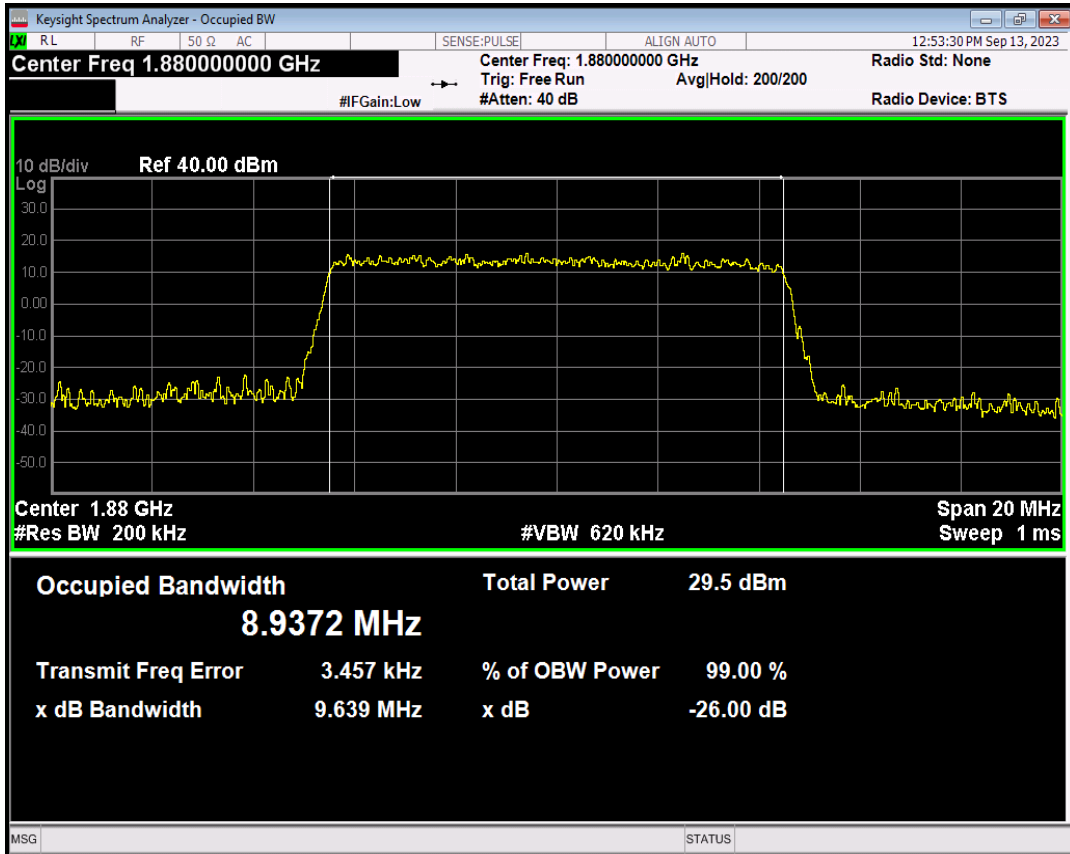 Keysight Spectrum Analyzer - Occupied BW
LXI RL RF 50 Ω AC SENSE:PULSE ALIGN AUTO 12:53:30 PM Sep 13, 2023
Center Freq 1.880000000 GHz Center Freq: 1.880000000 GHz Radio Std: None
Trig: Free Run Avg|Hold: 200/200
#IFGain:Low #Atten: 40 dB Radio Device: BTS
10 dB/div Ref 40.00 dBm
Log
30.0
20.0
10.0
0.00
-10.0
-20.0
-30.0
-40.0
-50.0
Center 1.88 GHz Span 20 MHz
#Res BW 200 kHz #VBW 620 kHz Sweep 1 ms
Occupied Bandwidth Total Power 29.5 dBm
8.9372 MHz
Transmit Freq Error 3.457 kHz % of OBW Power 99.00 %
x dB Bandwidth 9.639 MHz x dB -26.00 dB
MSG STATUS